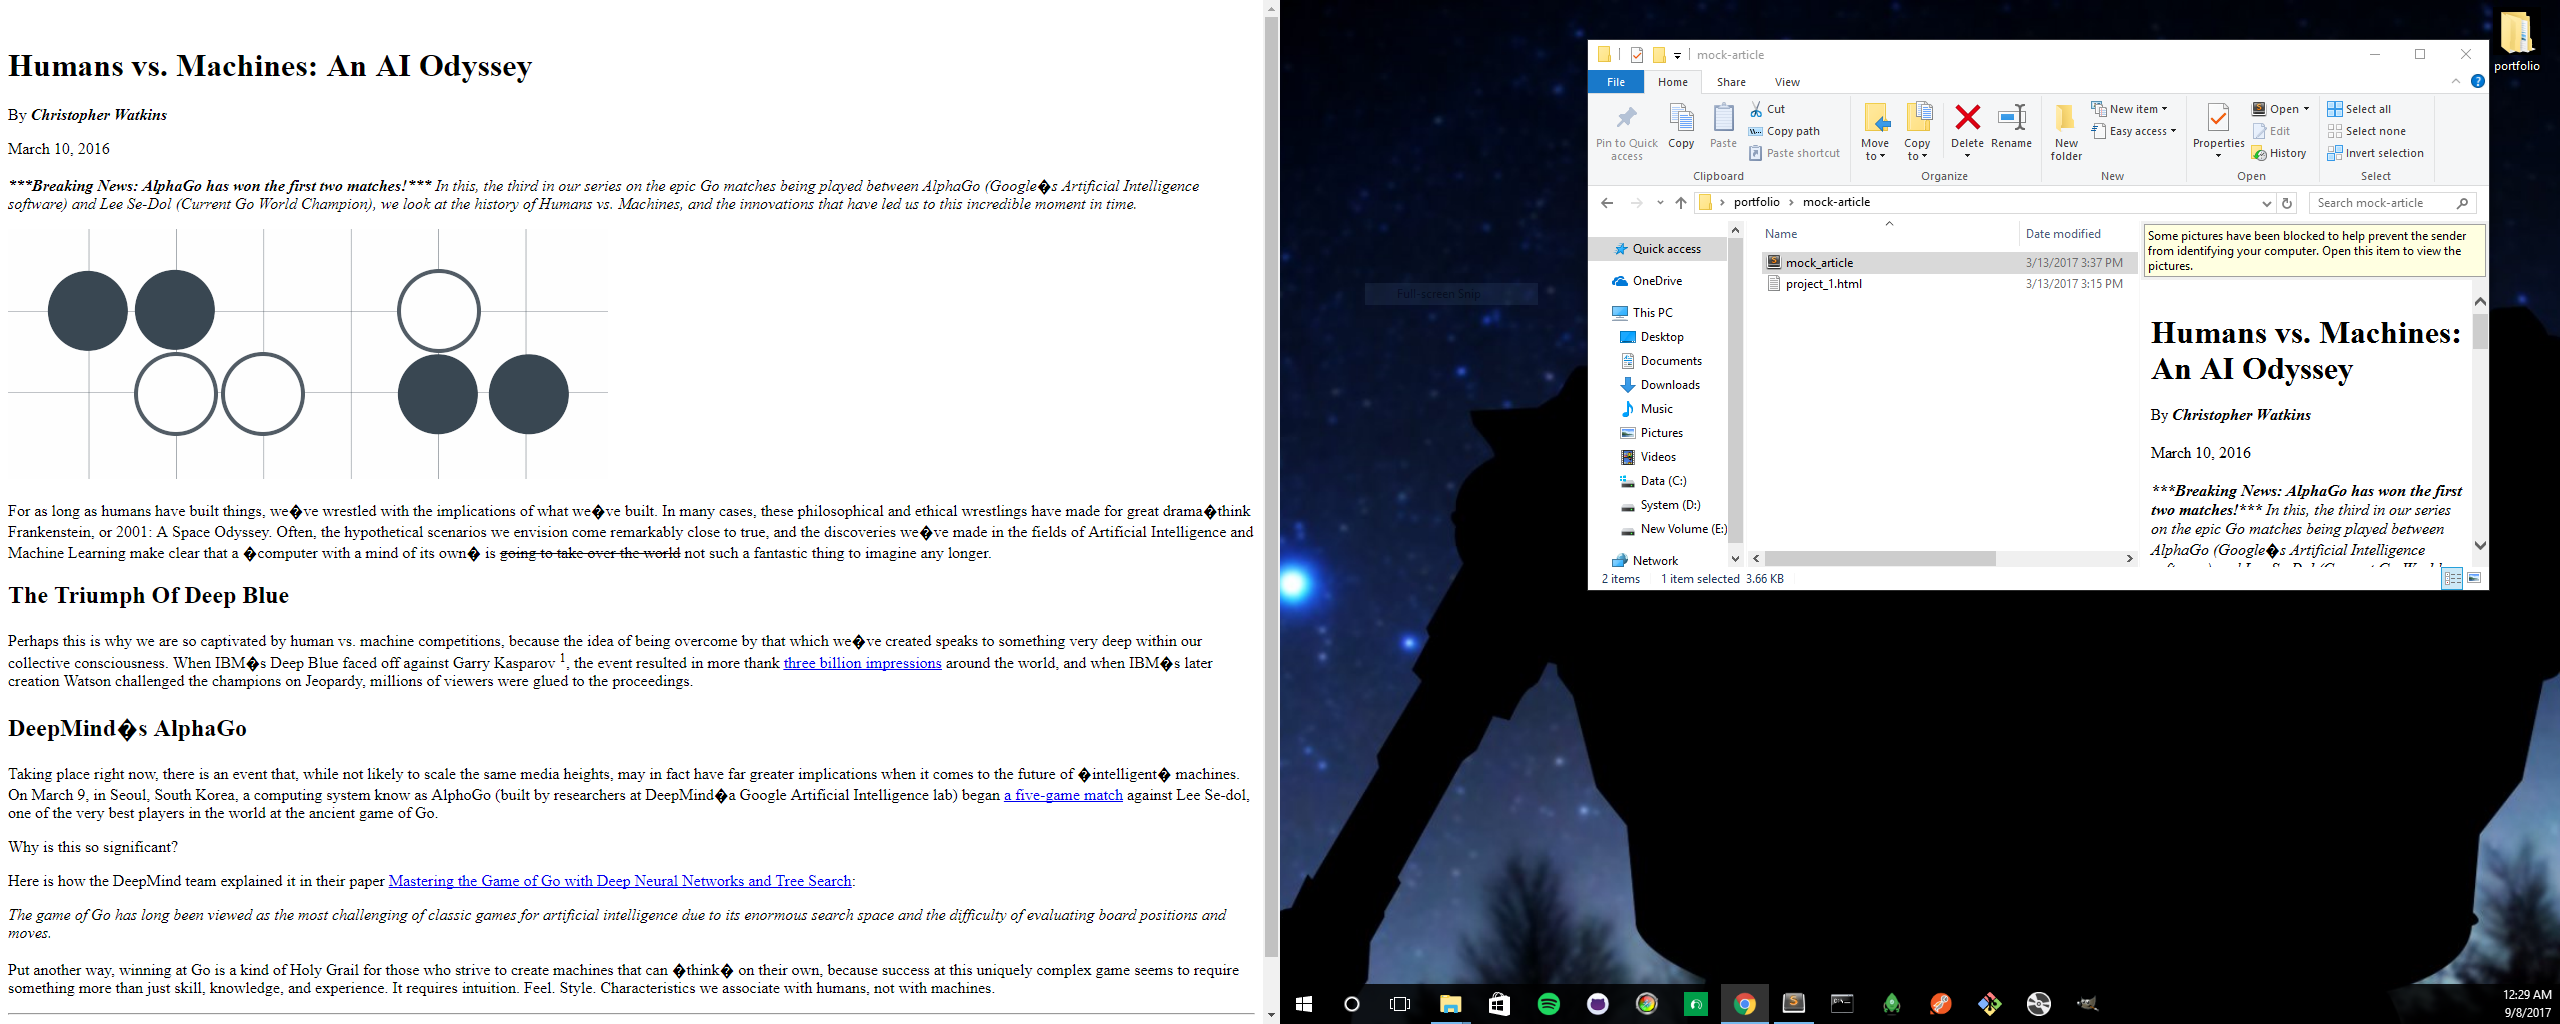 Humans vs. Machines: An AI Odyssey
By Christopher Watkins
March 10, 2016
***Breaking News: AlphaGo has won the first two matches!*** In this, the third in our series on the epic Go matches being played between AlphaGo (Google�s Artificial Intelligence
software) and Lee Se-Dol (Current Go World Champion), we look at the history of Humans vs. Machines, and the innovations that have led us to this incredible moment in time.
For as long as humans have built things, we�ve wrestled with the implications of what we�ve built. In many cases, these philosophical and ethical wrestlings have made for great drama�think
Frankenstein, or 2001: A Space Odyssey. Often, the hypothetical scenarios we envision come remarkably close to true, and the discoveries we�ve made in the fields of Artificial Intelligence and
Machine Learning make clear that a �computer with a mind of its own� is going to take over the world not such a fantastic thing to imagine any longer.
The Triumph Of Deep Blue
Perhaps this is why we are so captivated by human vs. machine competitions, because the idea of being overcome by that which we�ve created speaks to something very deep within our
collective consciousness. When IBM�s Deep Blue faced off against Garry Kasparov 1, the event resulted in more thank three billion impressions around the world, and when IBM�s later
creation Watson challenged the champions on Jeopardy, millions of viewers were glued to the proceedings.
DeepMind�s AlphaGo
Taking place right now, there is an event that, while not likely to scale the same media heights, may in fact have far greater implications when it comes to the future of �intelligent� machines.
On March 9, in Seoul, South Korea, a computing system know as AlphoGo (built by researchers at DeepMind�a Google Artificial Intelligence lab) began a five-game match against Lee Se-dol,
one of the very best players in the world at the ancient game of Go.
Why is this so significant?
Here is how the DeepMind team explained it in their paper Mastering the Game of Go with Deep Neural Networks and Tree Search:
The game of Go has long been viewed as the most challenging of classic games for artificial intelligence due to its enormous search space and the difficulty of evaluating board positions and
moves.
Put another way, winning at Go is a kind of Holy Grail for those who strive to create machines that can �think� on their own, because success at this uniquely complex game seems to require
something more than just skill, knowledge, and experience. It requires intuition. Feel. Style. Characteristics we associate with humans, not with machines.
portfolio
Full-screen Snip
mock-article
File Home Share View
Pin to Quick access
Copy
Paste
Cut
Copy path
Paste shortcut
Clipboard
Move to
Copy to
Delete
Rename
Organize
New folder
New item
Easy access
New
Properties
Open
Edit
History
Open
Select all
Select none
Invert selection
Select
portfolio mock-article
Search mock-article
Quick access
OneDrive
This PC
Desktop
Documents
Downloads
Music
Pictures
Videos
Data (C:)
System (D:)
New Volume (E:)
Network
Name Date modified
mock_article 3/13/2017 3:37 PM
project_1.html 3/13/2017 3:15 PM
Some pictures have been blocked to help prevent the sender
from identifying your computer. Open this item to view the
pictures.
Humans vs. Machines:
An AI Odyssey
By Christopher Watkins
March 10, 2016
***Breaking News: AlphaGo has won the first
two matches!*** In this, the third in our series
on the epic Go matches being played between
AlphaGo (Google�s Artificial Intelligence
2 items 1 item selected 3.66 KB
12:29 AM
9/8/2017